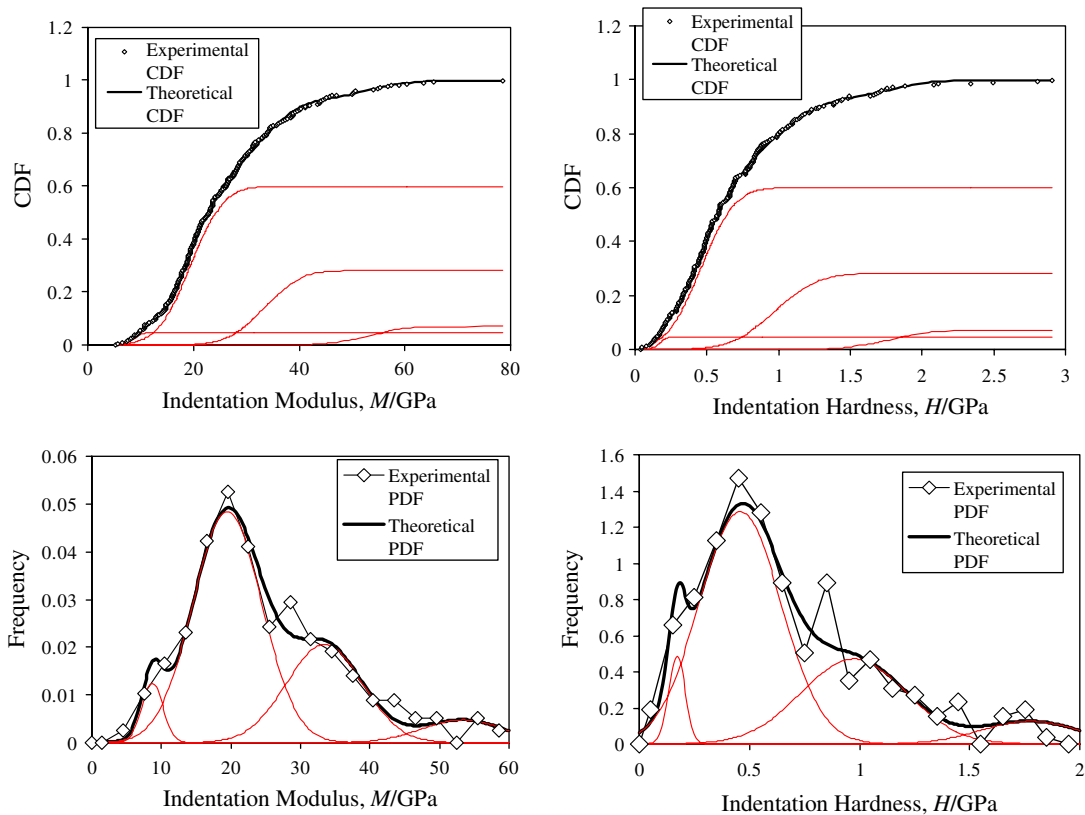 1.2
1
0.8
0.6
0.4
0.2
0
CDF
Experimental
CDF
Theoretical
CDF
0 20 40 60 80
Indentation Modulus, M/GPa
1.2
1
0.8
0.6
0.4
0.2
0
CDF
Experimental
CDF
Theoretical
CDF
0 0.5 1 1.5 2 2.5 3
Indentation Hardness, H/GPa
0.06
0.05
0.04
0.03
0.02
0.01
0
Frequency
Experimental
PDF
Theoretical
PDF
0 10 20 30 40 50 60
Indentation Modulus, M/GPa
1.6
1.4
1.2
1
0.8
0.6
0.4
0.2
0
Frequency
Experimental
PDF
Theoretical
PDF
0 0.5 1 1.5 2
Indentation Hardness, H/GPa